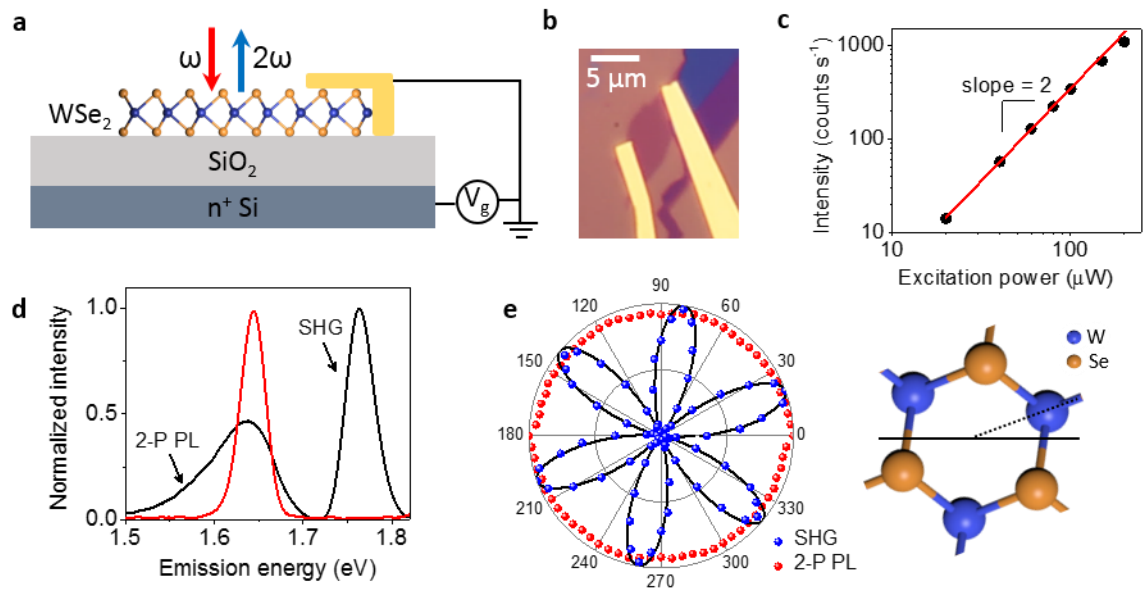 a
ω
2ω
WSe2
SiO2
n+ Si
Vg
b
5 μm
c
Intensity (counts s-1)
1000
100
10
slope = 2
10
100
Excitation power (μW)
d
Normalized intensity
1.0
0.5
0.0
SHG
2-P PL
1.5
1.6
1.7
1.8
Emission energy (eV)
e
90
60
30
0
330
300
270
240
210
180
150
120
SHG
2-P PL
W
Se